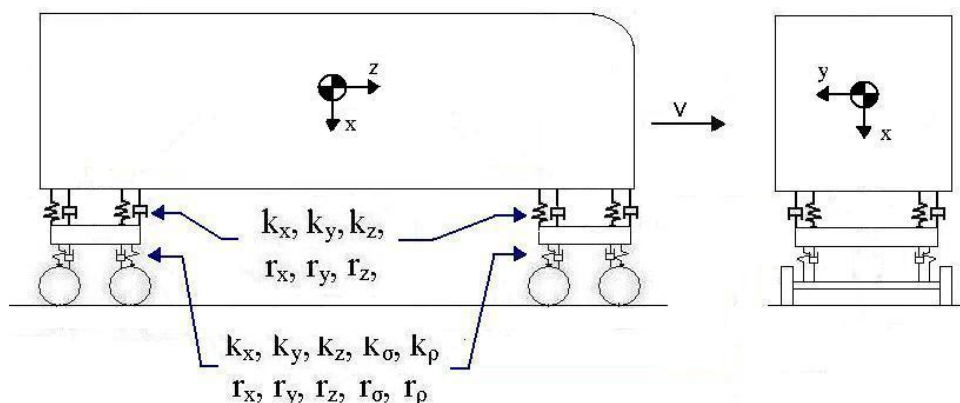 z
x
V
y
x
kx, ky, kz,
rx, ry, rz,
kx, ky, kz, kσ, kρ
rx, ry, rz, rσ, rρ